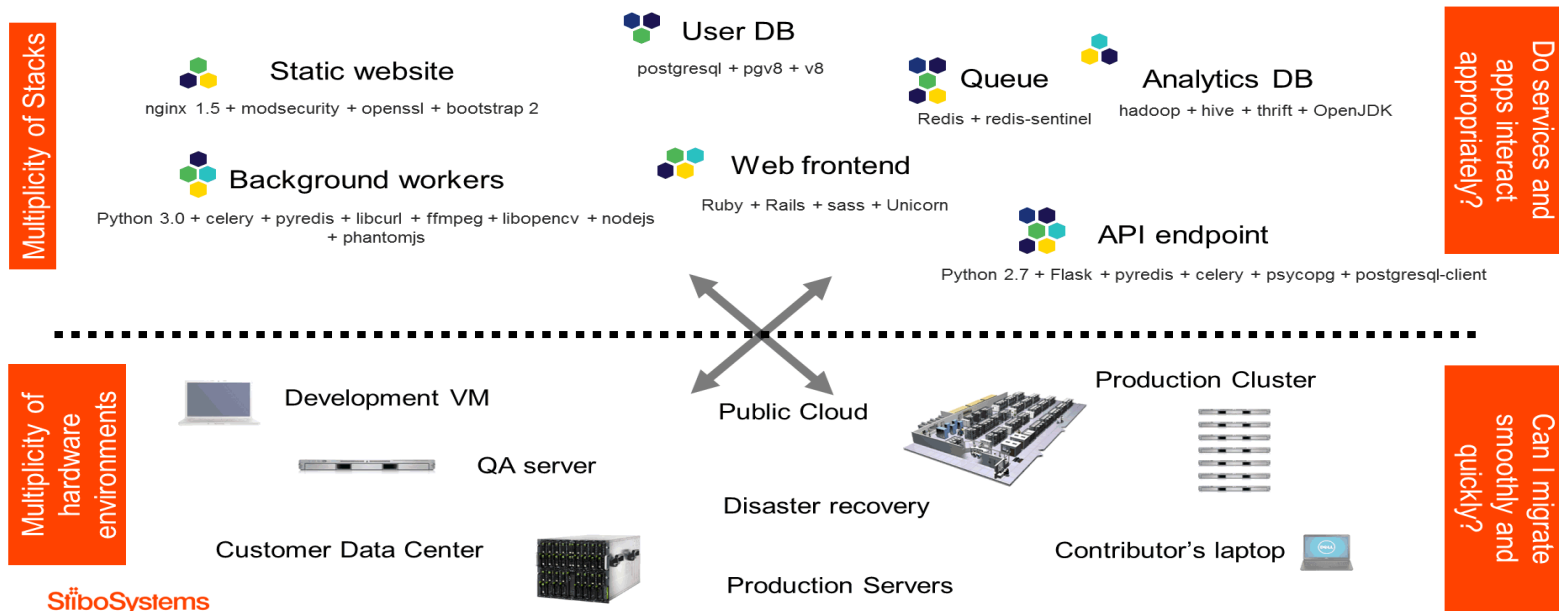 Multiplicity of Stacks
Static website
nginx 1.5 + modsecurity + openssl + bootstrap 2
User DB
postgresql + pgv8 + v8
Queue
Redis + redis-sentinel
Analytics DB
hadoop + hive + thrift + OpenJDK
Background workers
Python 3.0 + celery + pyredis + libcurl + ffmpeg + libopencv + nodejs
+ phantomjs
Web frontend
Ruby + Rails + sass + Unicorn
API endpoint
Python 2.7 + Flask + pyredis + celery + psycopg + postgresql-client
Do services and
apps interact
appropriately?
Multiplicity of
hardware
environments
Development VM
QA server
Customer Data Center
Public Cloud
Disaster recovery
Production Servers
Production Cluster
Contributor’s laptop
DELL
Can I migrate
smoothly and
quickly?
StiboSystems